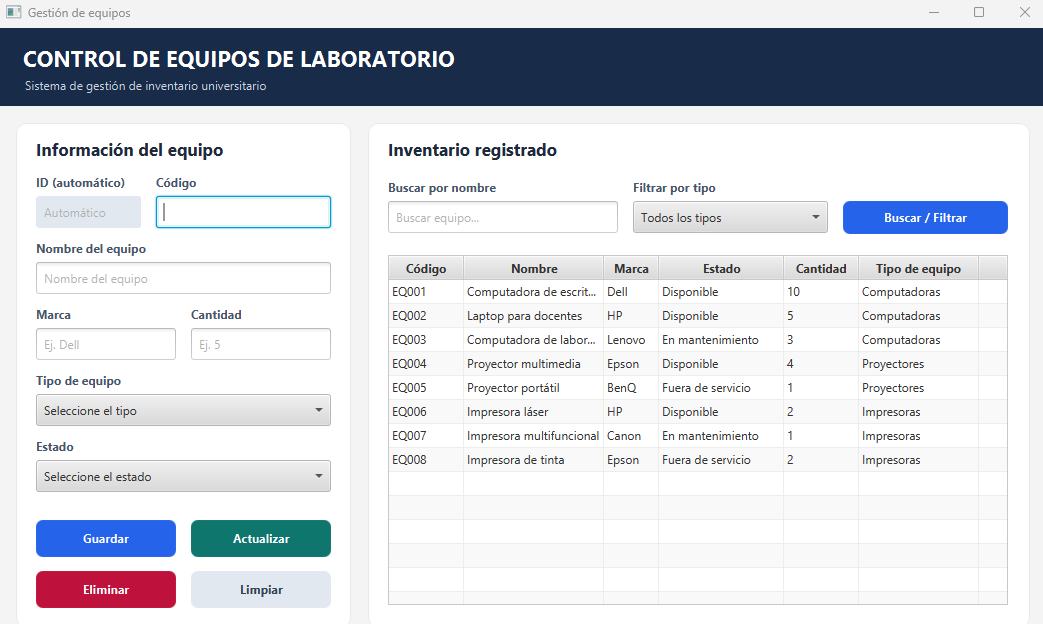 Gestión de equipos
CONTROL DE EQUIPOS DE LABORATORIO
Sistema de gestión de inventario universitario
Información del equipo
ID (automático) Código
Automático
Nombre del equipo
Nombre del equipo
Marca Cantidad
Ej. Dell Ej. 5
Tipo de equipo
Seleccione el tipo
Estado
Seleccione el estado
Guardar Actualizar
Eliminar Limpiar
Inventario registrado
Buscar por nombre Filtrar por tipo
Buscar equipo... Todos los tipos Buscar / Filtrar
Código Nombre Marca Estado Cantidad Tipo de equipo
EQ001 Computadora de escrit... Dell Disponible 10 Computadoras
EQ002 Laptop para docentes HP Disponible 5 Computadoras
EQ003 Computadora de labor... Lenovo En mantenimiento 3 Computadoras
EQ004 Proyector multimedia Epson Disponible 4 Proyectores
EQ005 Proyector portátil BenQ Fuera de servicio 1 Proyectores
EQ006 Impresora láser HP Disponible 2 Impresoras
EQ007 Impresora multifuncional Canon En mantenimiento 1 Impresoras
EQ008 Impresora de tinta Epson Fuera de servicio 2 Impresoras